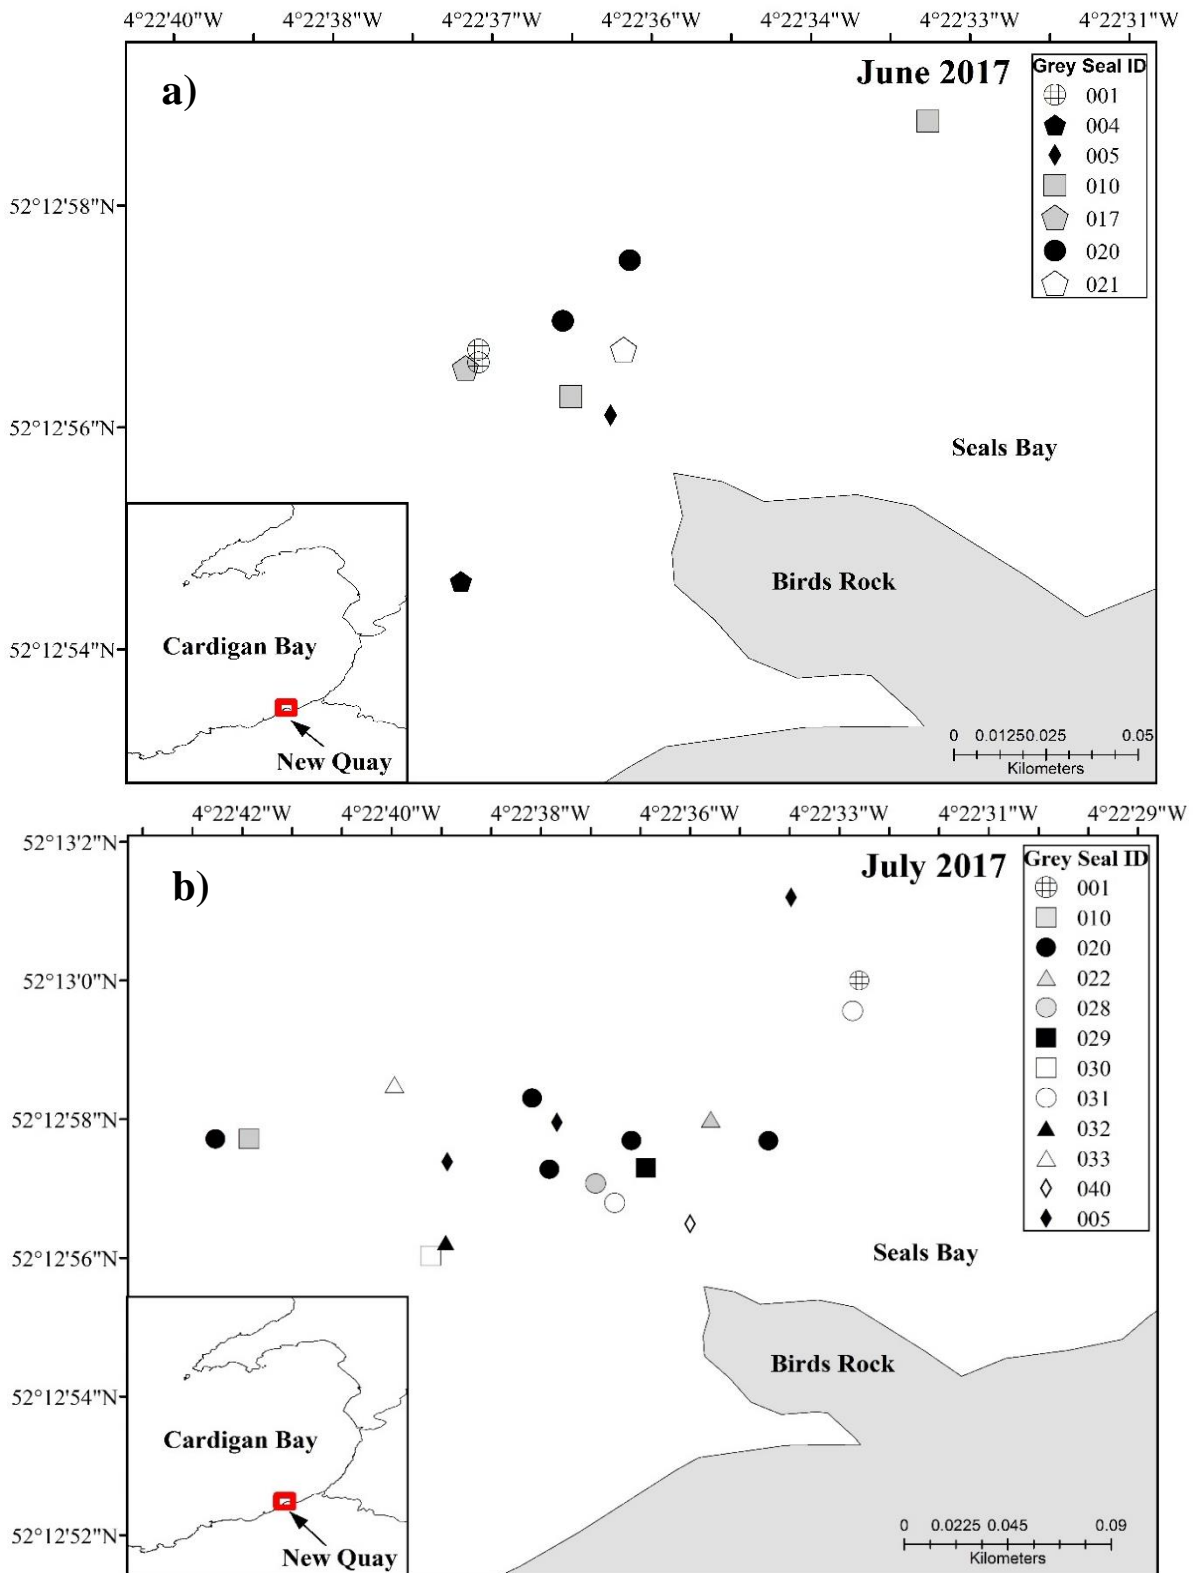 4°22'40"W 4°22'38"W 4°22'37"W 4°22'36"W 4°22'34"W 4°22'33"W 4°22'31"W
a)
June 2017
Grey Seal ID
001
004
005
010
017
020
021
52°12'58"N
52°12'56"N
52°12'54"N
Seals Bay
Birds Rock
Cardigan Bay
New Quay
0 0.01250.025 0.05
Kilometers
4°22'41"W 4°22'40"W 4°22'38"W 4°22'36"W 4°22'33"W 4°22'31"W 4°22'29"W
b)
July 2017
Grey Seal ID
001
010
020
022
028
029
030
031
032
033
040
005
52°13'2"N
52°13'0"N
52°12'58"N
52°12'56"N
52°12'54"N
52°12'52"N
Seals Bay
Birds Rock
Cardigan Bay
New Quay
0 0.0225 0.045 0.09
Kilometers